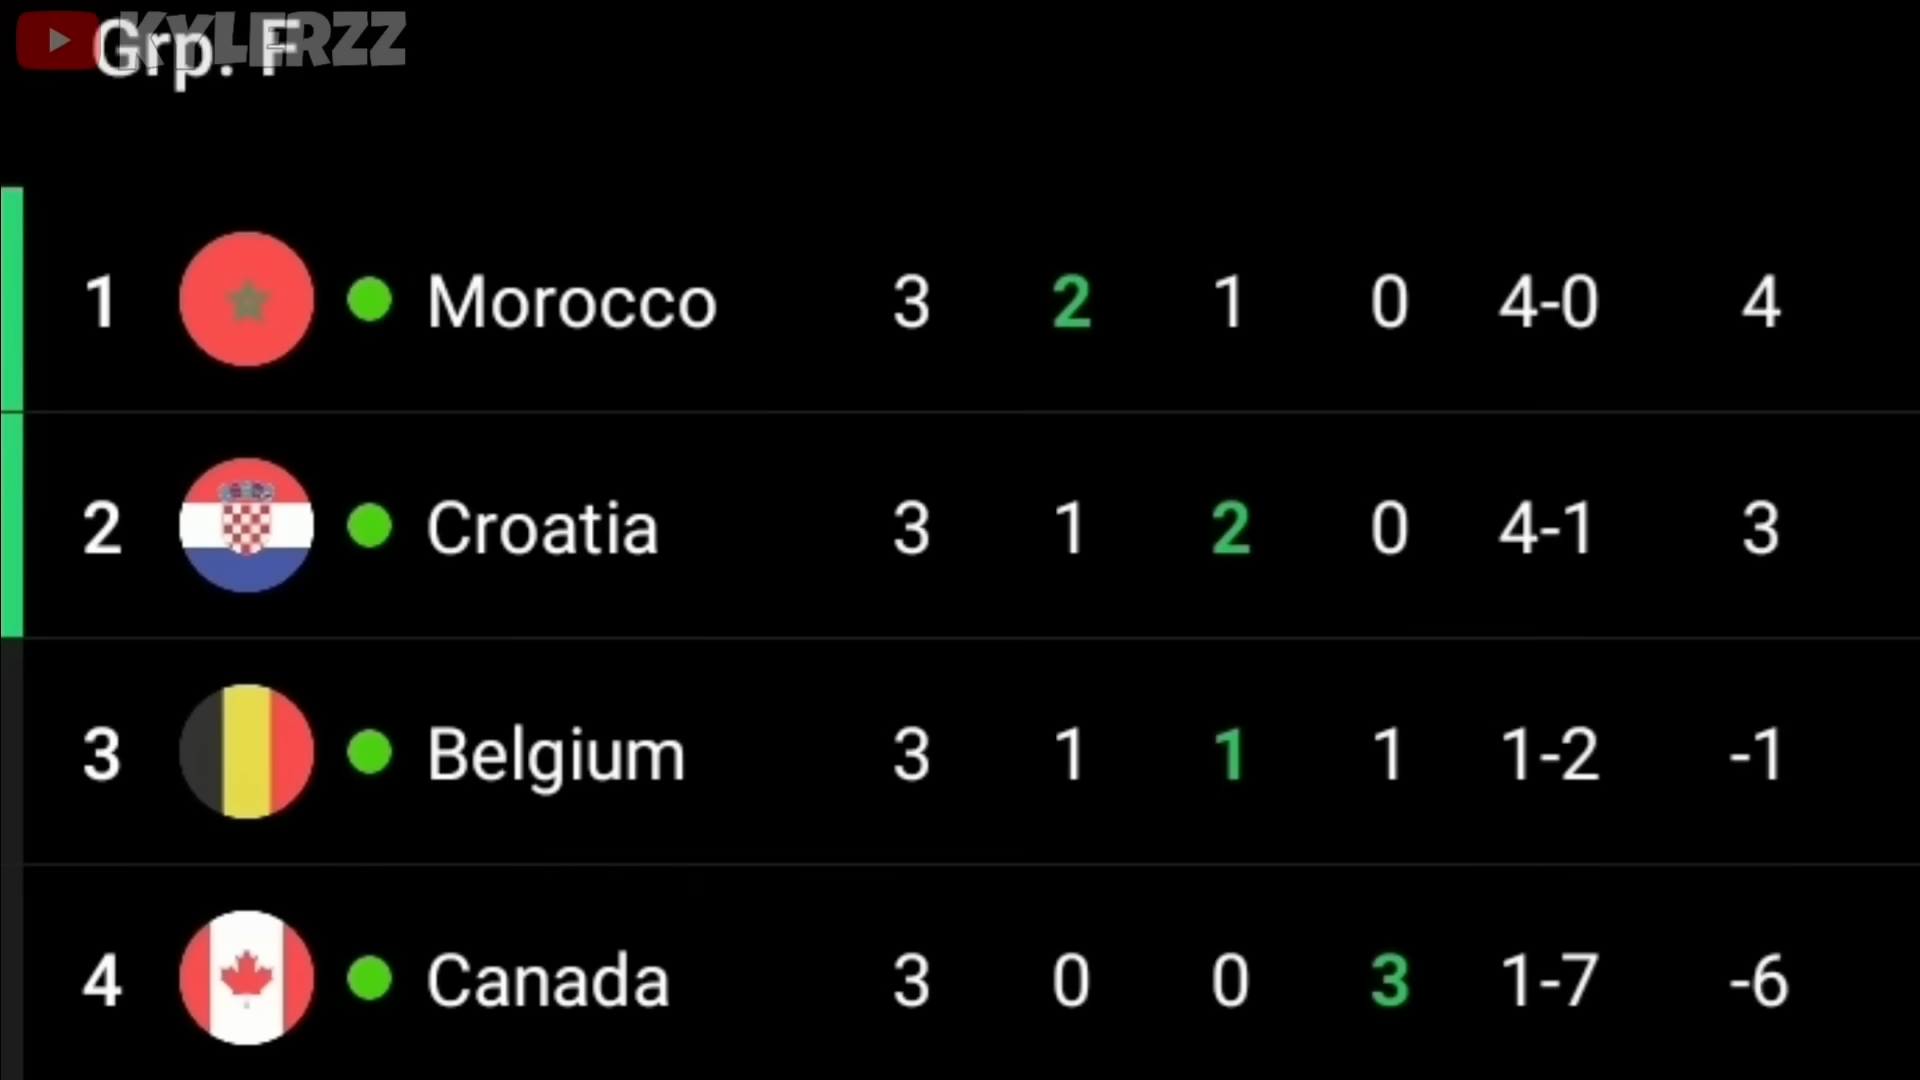 KYLERZZ
Grp. F
1 Morocco 3 2 1 0 4-0 4
2 Croatia 3 1 2 0 4-1 3
3 Belgium 3 1 1 1 1-2 -1
4 Canada 3 0 0 3 1-7 -6